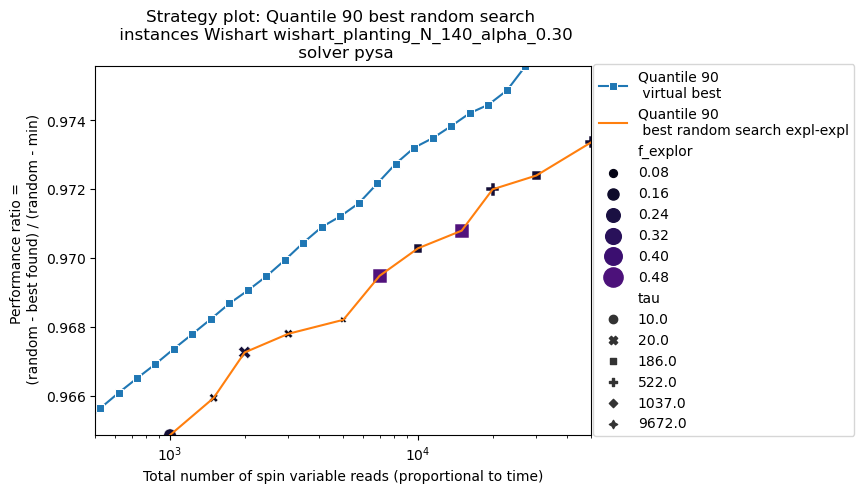 Strategy plot: Quantile 90 best random search
instances Wishart wishart_planting_N_140_alpha_0.30
solver pysa
Performance ratio =
(random - best found) / (random - min)
0.974
0.972
0.970
0.968
0.966
10³
10⁴
Total number of spin variable reads (proportional to time)
Quantile 90
virtual best
Quantile 90
best random search expl-expl
f_explor
0.08
0.16
0.24
0.32
0.40
0.48
tau
10.0
20.0
186.0
522.0
1037.0
9672.0